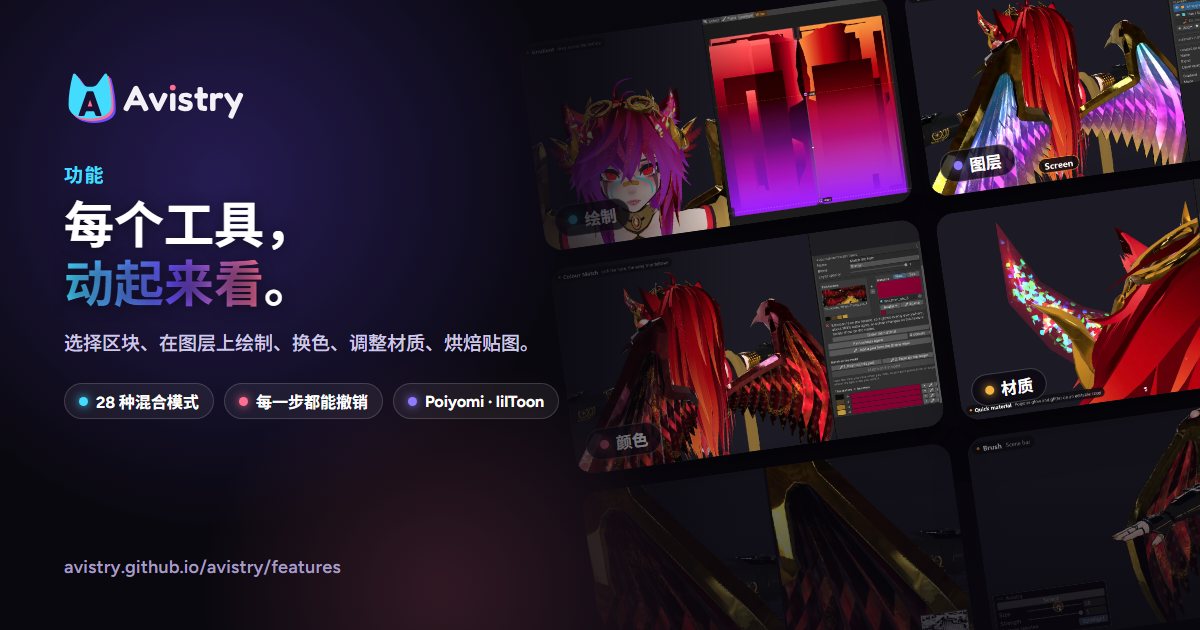 Avistry
功能
每个工具，
动起来看。
选择区块、在图层上绘制、换色、调整材质、烘焙贴图。
28 种混合模式
每一步都能撤销
Poiyomi · lilToon
avistry.github.io/avistry/features
绘制
图层
Screen
Colour Match
颜色
材质
Quick material
Brush